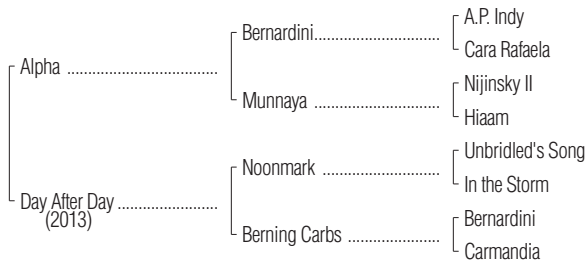 A.P. Indy
Bernardini
Cara Rafaela
Alpha
Nijinsky II
Munnaya
Hiaam
Unbridled's Song
Noonmark
In the Storm
Day After Day
(2013)
Bernardini
Berning Carbs
Carmandia